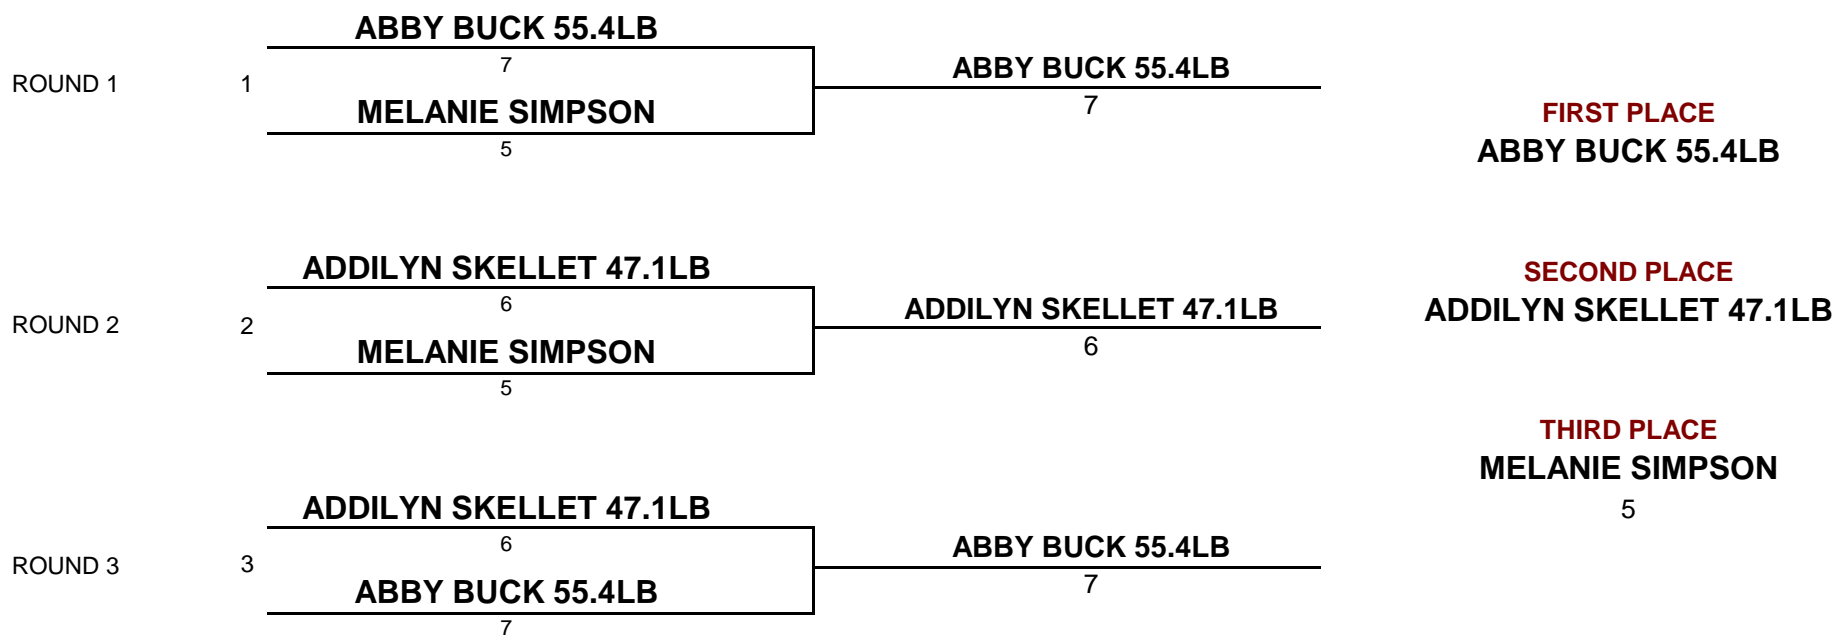 ROUND 1
1
ABBY BUCK 55.4LB
7
MELANIE SIMPSON
5
ABBY BUCK 55.4LB
7
FIRST PLACE
ABBY BUCK 55.4LB
ROUND 2
2
ADDILYN SKELLET 47.1LB
6
MELANIE SIMPSON
5
ADDILYN SKELLET 47.1LB
6
SECOND PLACE
ADDILYN SKELLET 47.1LB
THIRD PLACE
MELANIE SIMPSON
5
ROUND 3
3
ADDILYN SKELLET 47.1LB
6
ABBY BUCK 55.4LB
7
ABBY BUCK 55.4LB
7